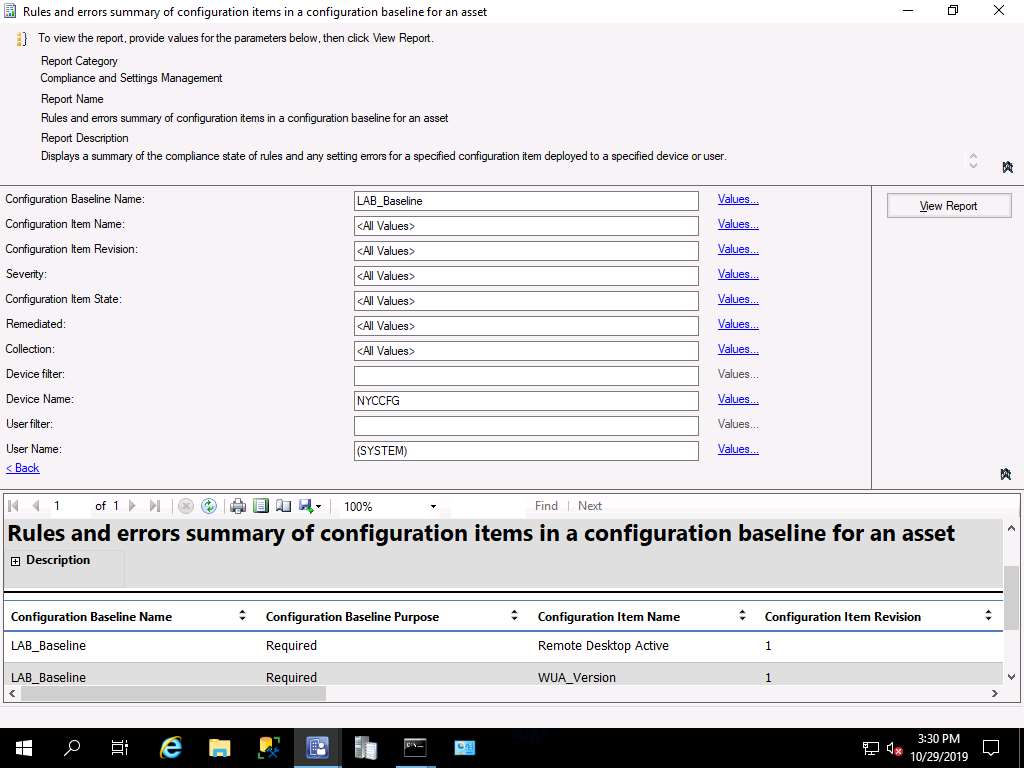 Rules and errors summary of configuration items in a configuration baseline for an asset
To view the report, provide values for the parameters below, then click View Report.
Report Category
Compliance and Settings Management
Report Name
Rules and errors summary of configuration items in a configuration baseline for an asset
Report Description
Displays a summary of the compliance state of rules and any setting errors for a specified configuration item deployed to a specified device or user.
Configuration Baseline Name: LAB_Baseline Values... View Report
Configuration Item Name: <All Values> Values...
Configuration Item Revision: <All Values> Values...
Severity: <All Values> Values...
Configuration Item State: <All Values> Values...
Remediated: <All Values> Values...
Collection: <All Values> Values...
Device filter: Values...
Device Name: NYCCFG Values...
User filter: Values...
User Name: (SYSTEM) Values...
< Back
1 of 1 100% Find | Next
Rules and errors summary of configuration items in a configuration baseline for an asset
Description
Configuration Baseline Name Configuration Baseline Purpose Configuration Item Name Configuration Item Revision
LAB_Baseline Required Remote Desktop Active 1
LAB_Baseline Required WUA_Version 1
3:30 PM
10/29/2019